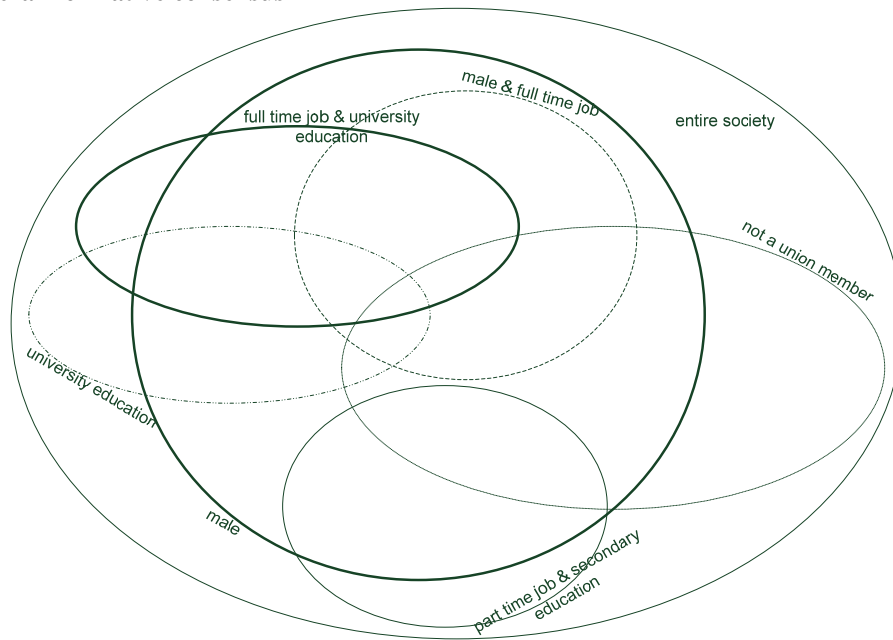 male & full time job
full time job & university
education
entire society
not a union member
university education
male
part time job & secondary
education